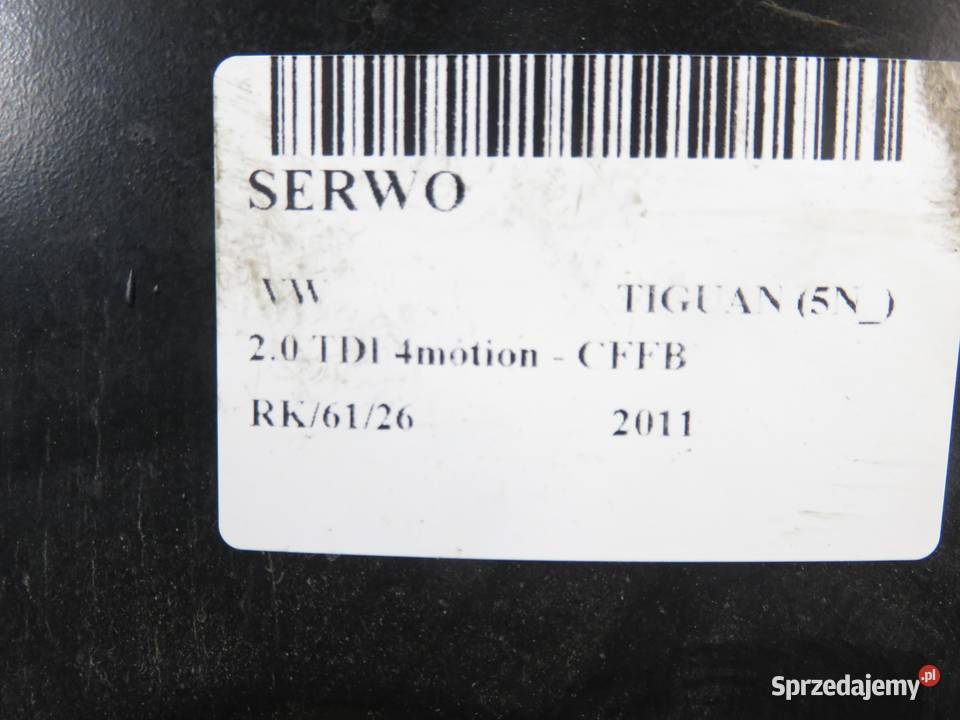 SERWO
VW TIGUAN (5N_)
2.0 TDI 4motion - CFFB
RK/61/26 2011
Sprzedajemy.pl